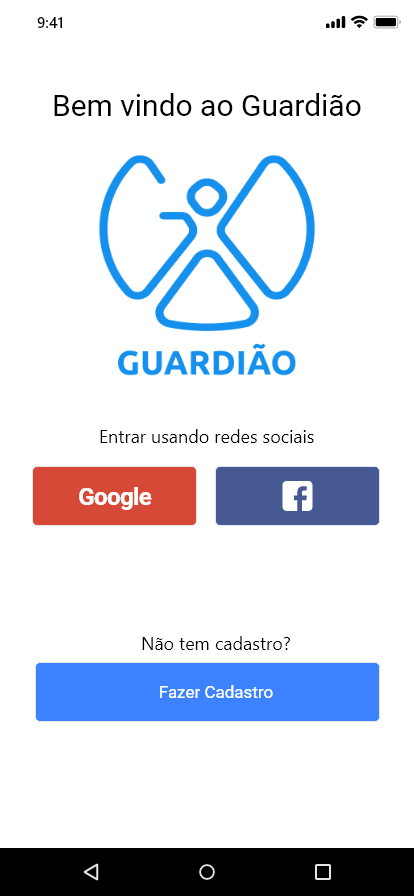 9:41
Bem vindo ao Guardião
GUARDIÃO
Entrar usando redes sociais
Google
Não tem cadastro?
Fazer Cadastro